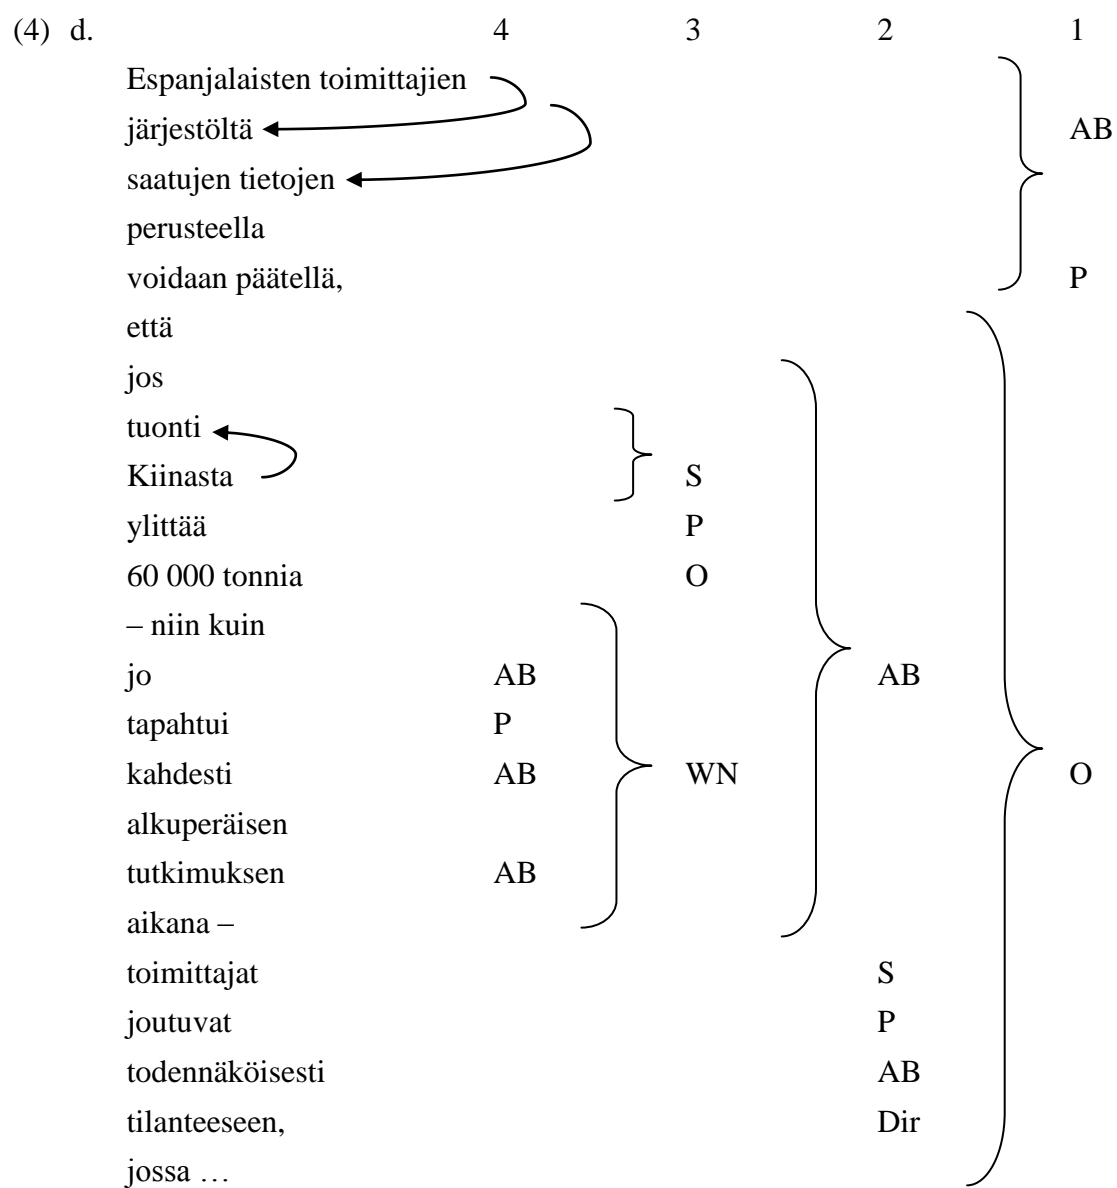 (4) d. 4 3 2 1
Espanjalaisten toimittajien
järjestöltä AB
saatujen tietojen
perusteella
voidaan päätellä, P
että
jos
tuonti
Kiinasta S
ylittää P
60 000 tonnia O
– niin kuin
jo AB AB
tapahtui P
kahdesti AB WN O
alkuperäisen
tutkimuksen AB
aikana –
toimittajat S
joutuvat P
todennäköisesti AB
tilanteeseen, Dir
jossa …